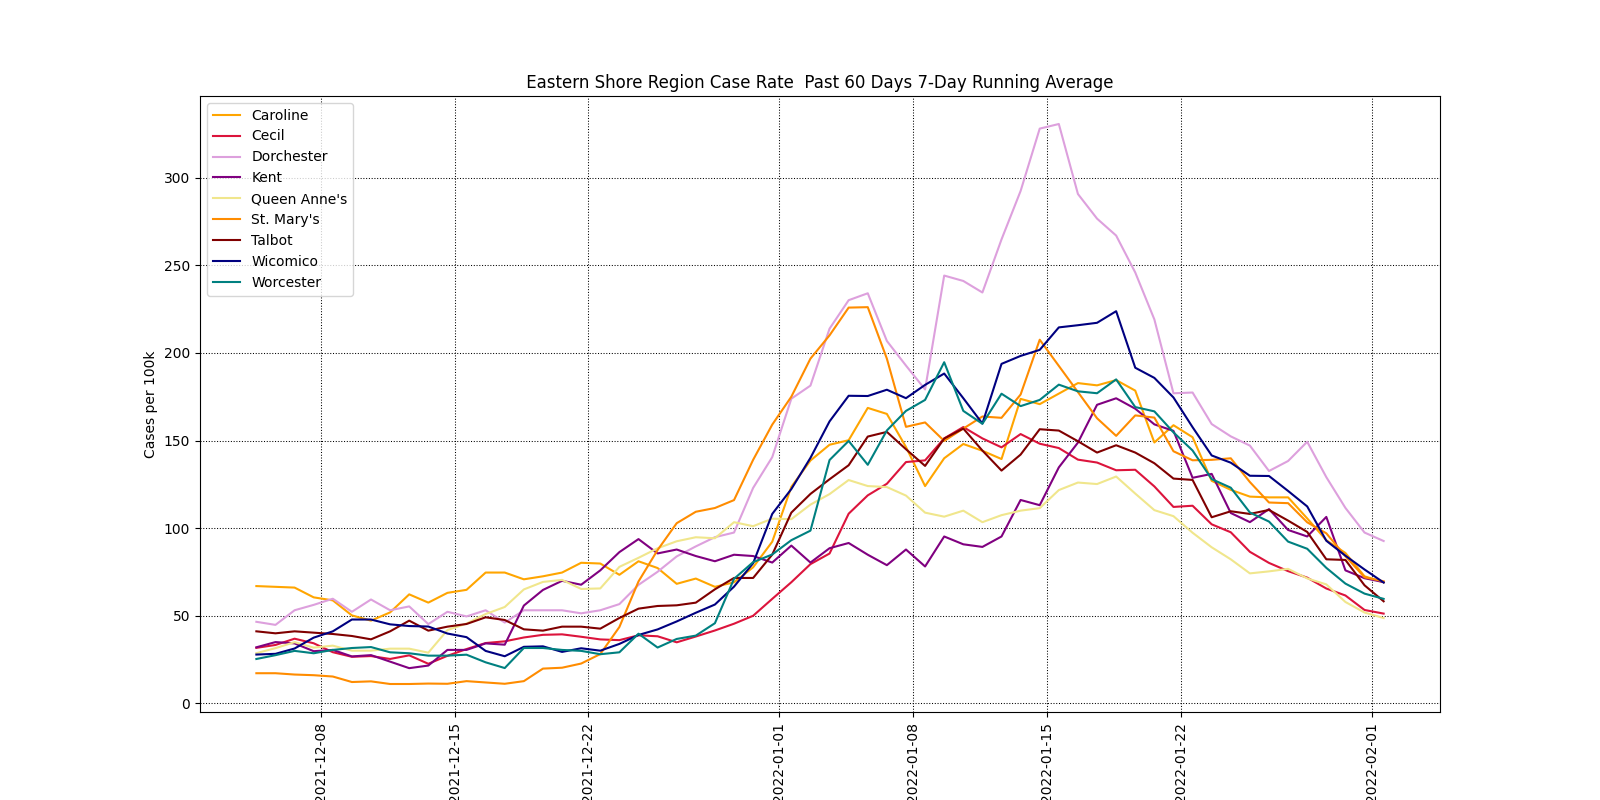 Eastern Shore Region Case Rate  Past 60 Days 7-Day Running Average
Caroline
Cecil
Dorchester
Kent
Queen Anne's
St. Mary's
Talbot
Wicomico
Worcester
Cases per 100k
300
250
200
150
100
50
0
2021-12-08
2021-12-15
2021-12-22
2022-01-01
2022-01-08
2022-01-15
2022-01-22
2022-02-01